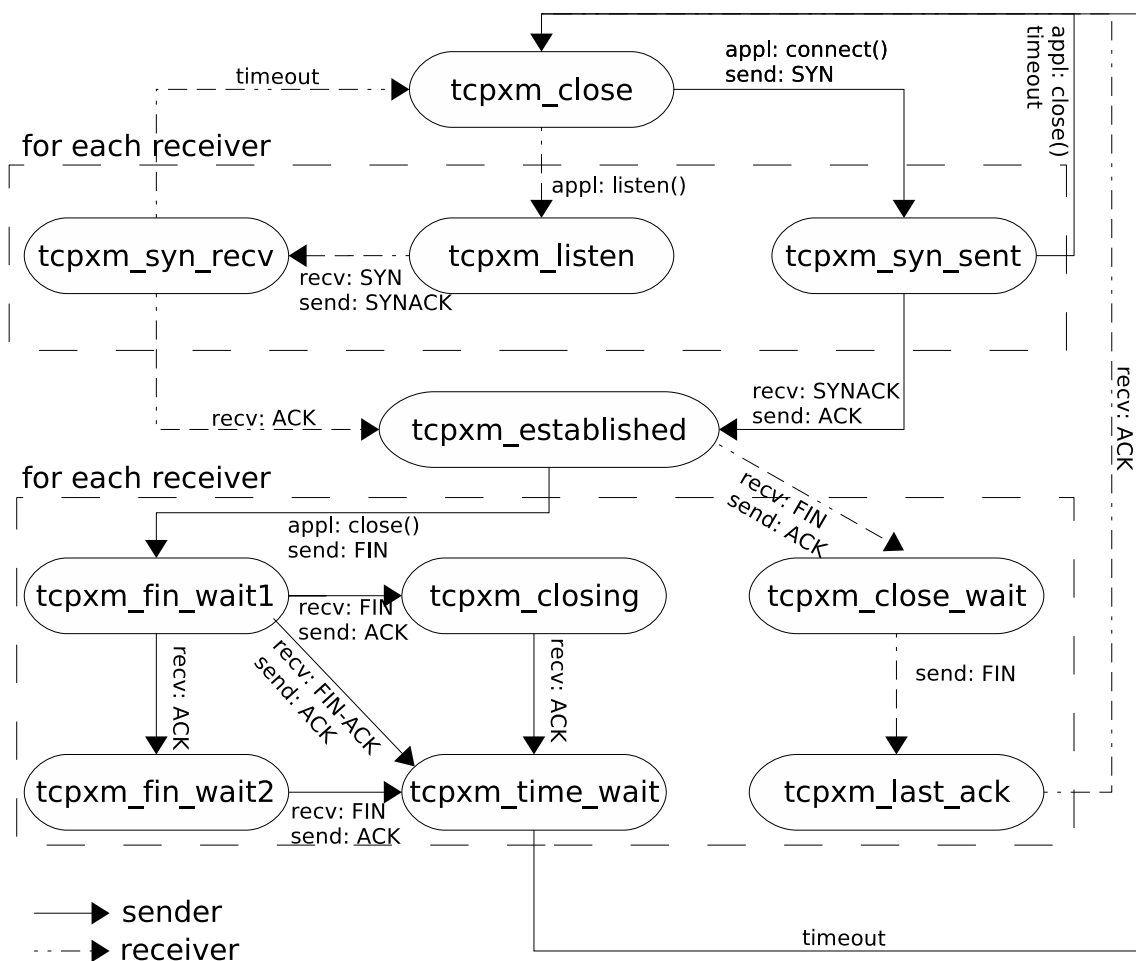 appl: connect()
send: SYN
appl: close()
timeout
timeout
tcpxm_close
for each receiver
appl: listen()
tcpxm_syn_recv
tcpxm_listen
tcpxm_syn_sent
recv: SYN
send: SYNACK
recv: SYNACK
send: ACK
recv: ACK
tcpxm_established
recv: ACK
for each receiver
recv: FIN
send: ACK
appl: close()
send: FIN
tcpxm_fin_wait1
tcpxm_closing
tcpxm_close_wait
recv: FIN
send: ACK
recv: ACK
recv: FIN-ACK
send: ACK
recv: ACK
send: FIN
tcpxm_fin_wait2
tcpxm_time_wait
tcpxm_last_ack
recv: FIN
send: ACK
sender
receiver
timeout